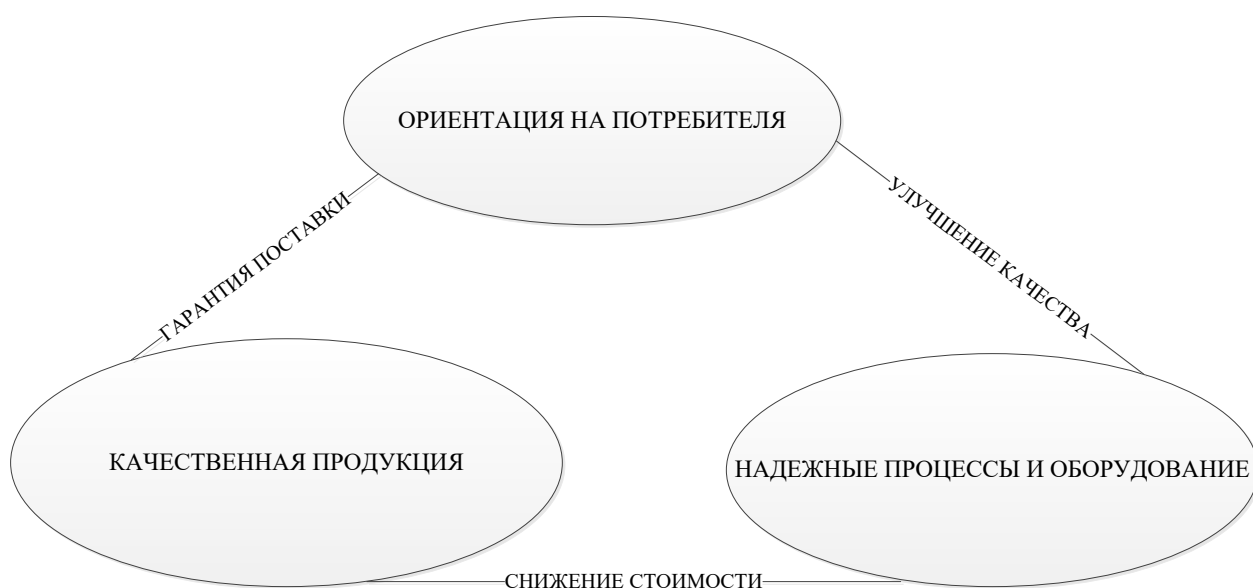 ОРИЕНТАЦИЯ НА ПОТРЕБИТЕЛЯ
ГАРАНТИЯ ПОСТАВКИ
УЛУЧШЕНИЕ КАЧЕСТВА
КАЧЕСТВЕННАЯ ПРОДУКЦИЯ
НАДЕЖНЫЕ ПРОЦЕССЫ И ОБОРУДОВАНИЕ
СНИЖЕНИЕ СТОИМОСТИ